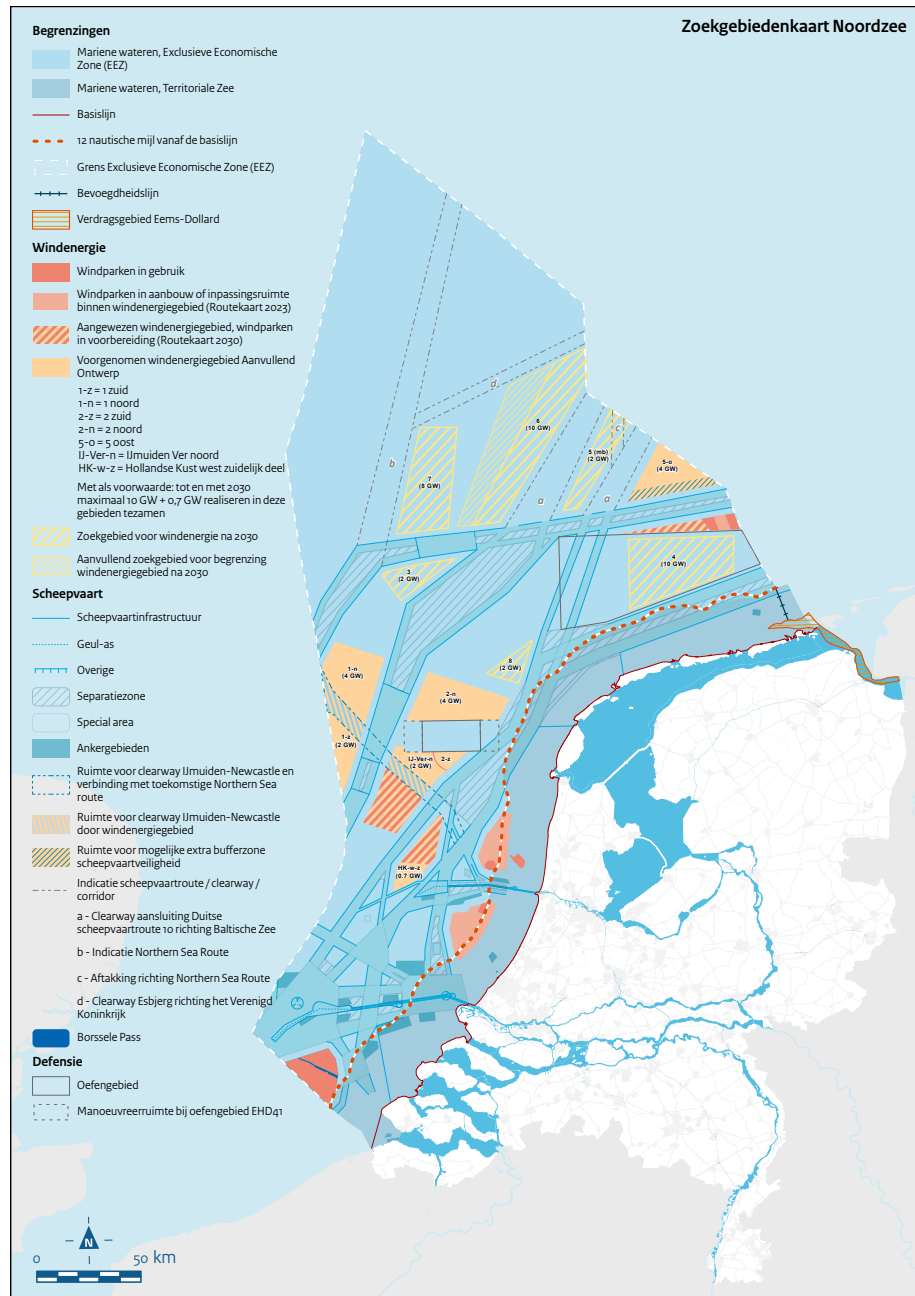 Zoekgebiedenkaart Noordzee
Begrenzingen
Mariene wateren, Exclusieve Economische
Zone (EEZ)
Mariene wateren, Territoriale Zee
Basislijn
12 nautische mijl vanaf de basislijn
Grens Exclusieve Economische Zone (EEZ)
Bevoegdheidslijn
Verdragsgebied Eems-Dollard
Windenergie
Windparken in gebruik
Windparken in aanbouw of inpassingsruimte
binnen windenergiegebied (Routekaart 2023)
Aangewezen windenergiegebied, windparken
in voorbereiding (Routekaart 2030)
Voorgenomen windenergiegebied Aanvullend
Ontwerp
1-z = 1 zuid
1-n = 1 noord
2-z = 2 zuid
2-n = 2 noord
5-o = 5 oost
IJ-Ver-n = IJmuiden Ver noord
HK-w-z = Hollandse Kust west zuidelijk deel
Met als voorwaarde: tot en met 2030
maximaal 10 GW + 0,7 GW realiseren in deze
gebieden tezamen
Zoekgebied voor windenergie na 2030
Aanvullend zoekgebied voor begrenzing
windenergiegebied na 2030
Scheepvaart
Scheepvaartinfrastructuur
Geul-as
Overige
Separatiezone
Special area
Ankergebieden
Ruimte voor clearway IJmuiden-Newcastle en
verbinding met toekomstige Northern Sea
route
Ruimte voor clearway IJmuiden-Newcastle
door windenergiegebied
Ruimte voor mogelijke extra bufferzone
scheepvaartveiligheid
Indicatie scheepvaartroute / clearway /
corridor
a - Clearway aansluiting Duitse
scheepvaartroute 10 richting Baltische Zee
b - Indicatie Northern Sea Route
c - Aftakking richting Northern Sea Route
d - Clearway Esbjerg richting het Verenigd
Koninkrijk
Borssele Pass
Defensie
Oefengebied
Manoeuvreerruimte bij oefengebied EHD41
N
0 50 km
d
6
(10 GW)
c
b
7
(8 GW)
5 (mb)
(2 GW)
5-o
(4 GW)
a
a
4
(10 GW)
3
(2 GW)
8
(2 GW)
1-n
(4 GW)
2-n
(4 GW)
1-z
(2 GW)
IJ-Ver-n
(2 GW)
2-z
HK-w-z
(0.7 GW)